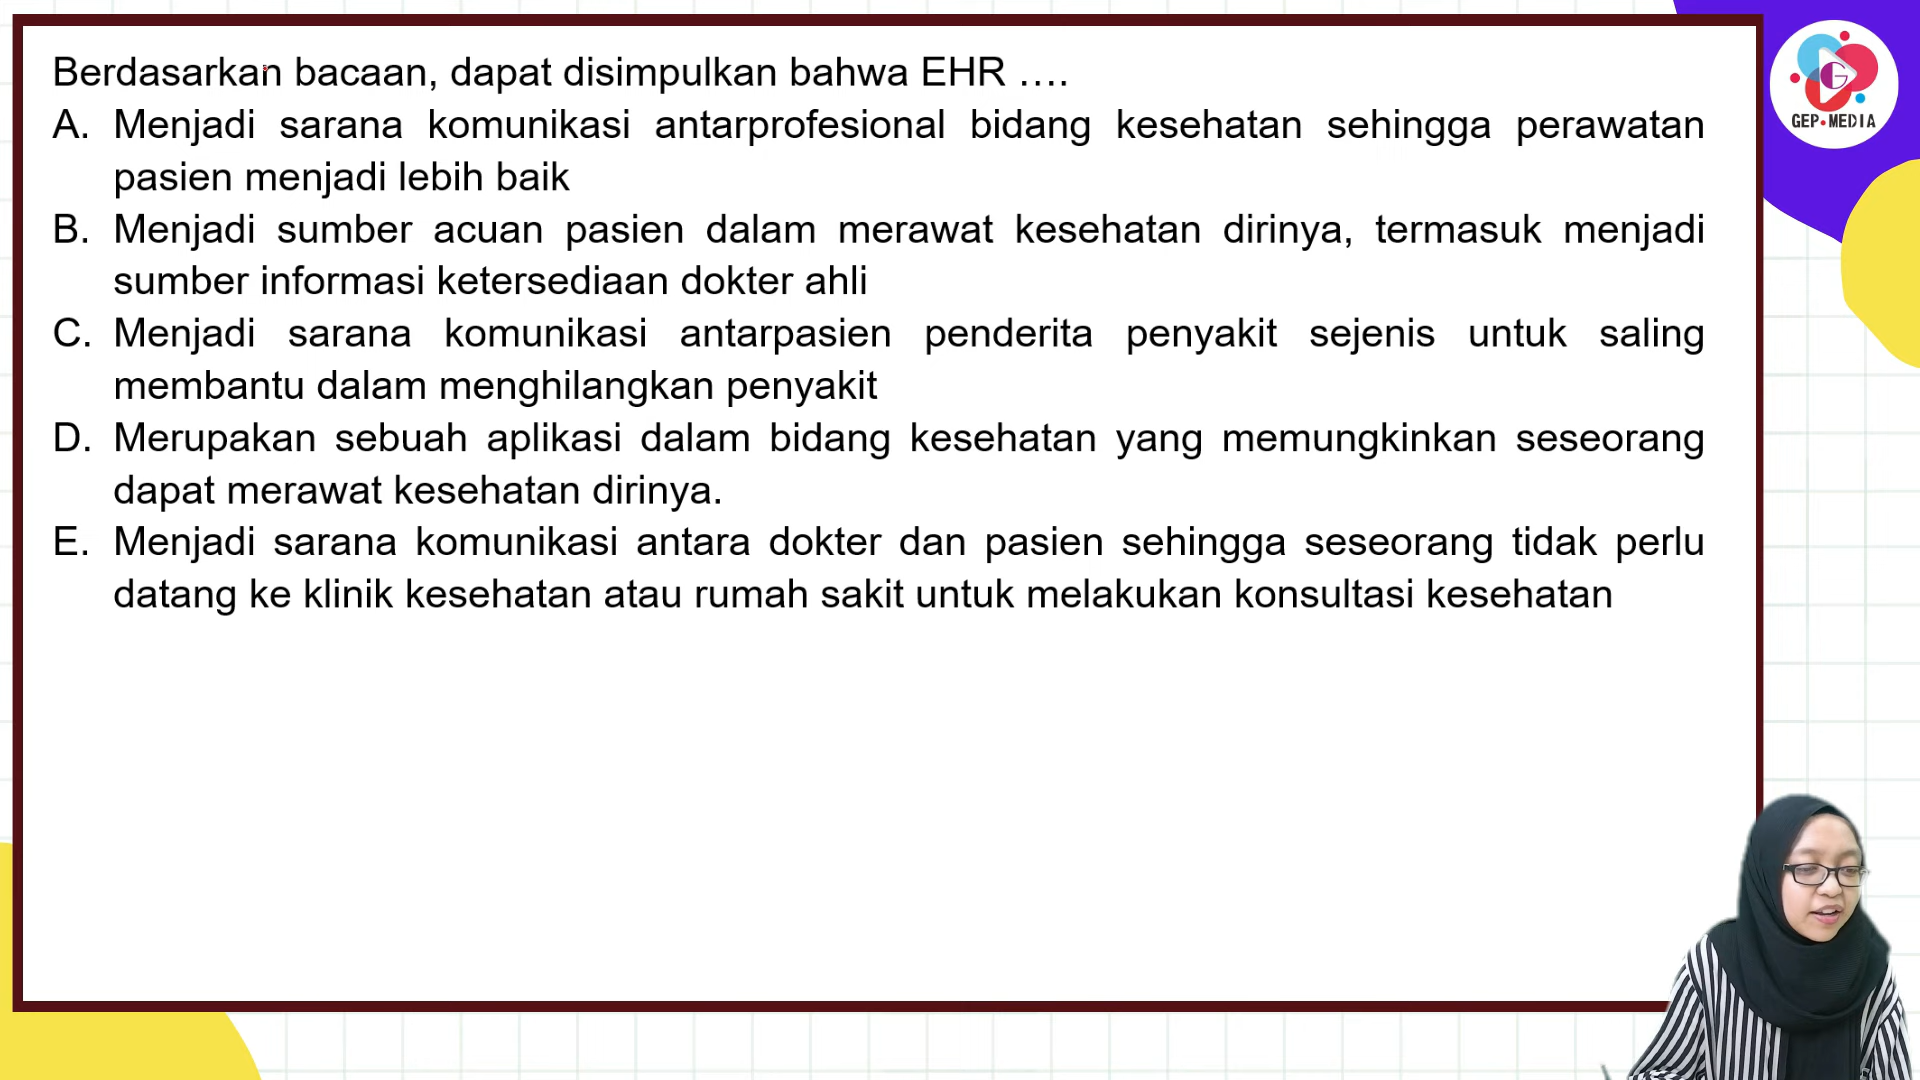 Berdasarkan bacaan, dapat disimpulkan bahwa EHR ....
A. Menjadi sarana komunikasi antarprofesional bidang kesehatan sehingga perawatan
pasien menjadi lebih baik
B. Menjadi sumber acuan pasien dalam merawat kesehatan dirinya, termasuk menjadi
sumber informasi ketersediaan dokter ahli
C. Menjadi sarana komunikasi antarpasien penderita penyakit sejenis untuk saling
membantu dalam menghilangkan penyakit
D. Merupakan sebuah aplikasi dalam bidang kesehatan yang memungkinkan seseorang
dapat merawat kesehatan dirinya.
E. Menjadi sarana komunikasi antara dokter dan pasien sehingga seseorang tidak perlu
datang ke klinik kesehatan atau rumah sakit untuk melakukan konsultasi kesehatan
G
GEP•MEDIA